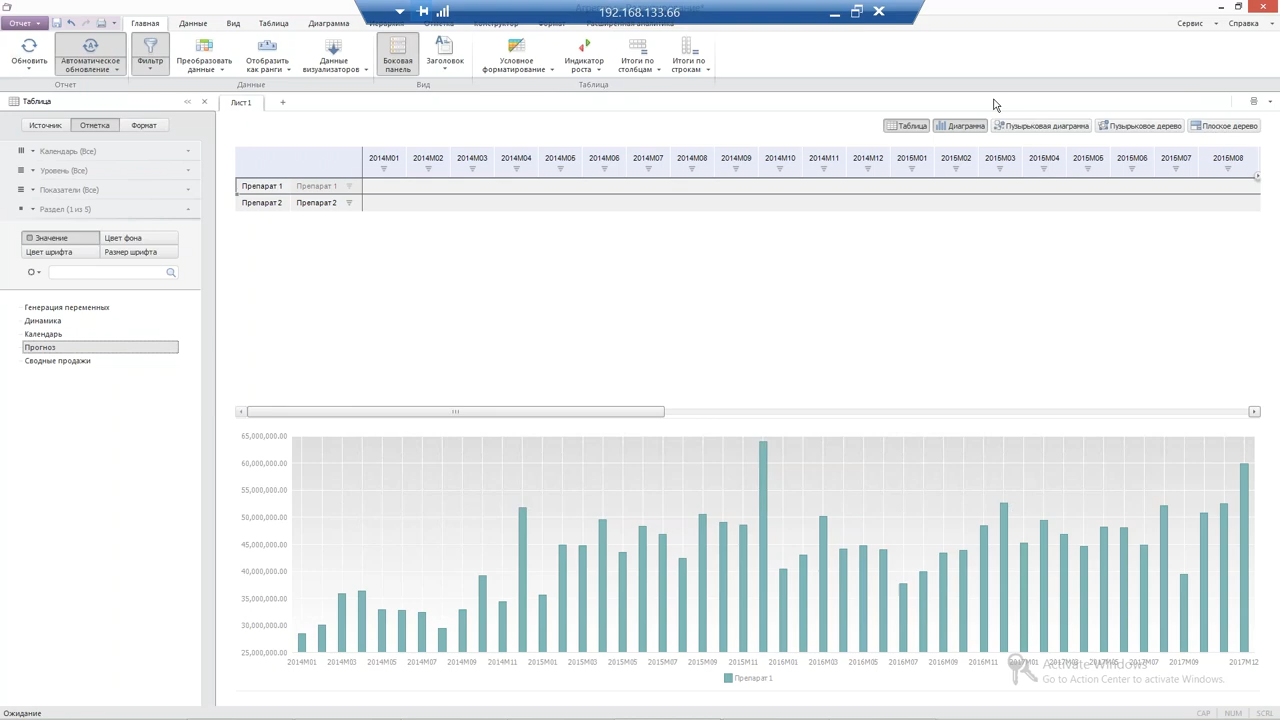 192.168.133.66
Отчет Главная Данные Вид Таблица Диаграмма Сервис Справка
Обновить Автоматическое обновление Фильтр Преобразовать данные Отобразить как ранги Данные визуализаторов Боковая панель Заголовок Условное форматирование Индикатор роста Итоги по столбцам Итоги по строкам
Отчет Данные Вид Таблица
Таблица << Лист1 +
Источник Отметка Формат
Таблица Диаграмма Пузырьковая диаграмма Пузырьковое дерево Плоское дерево
Календарь (Все)
Уровень (Все)
Показатели (Все)
Раздел (1 из 5)
Значение Цвет фона
Цвет шрифта Размер шрифта
Генерация переменных
Динамика
Календарь
Прогноз
Сводные продажи
2014M01 2014M02 2014M03 2014M04 2014M05 2014M06 2014M07 2014M08 2014M09 2014M10 2014M11 2014M12 2015M01 2015M02 2015M03 2015M04 2015M05 2015M06 2015M07 2015M08
Препарат 1 Препарат 1
Препарат 2 Препарат 2
65,000,000.00
60,000,000.00
55,000,000.00
50,000,000.00
45,000,000.00
40,000,000.00
35,000,000.00
30,000,000.00
25,000,000.00
2014M01 2014M03 2014M05 2014M07 2014M09 2014M11 2015M01 2015M03 2015M05 2015M07 2015M09 2015M11 2016M01 2016M03 2016M05 2016M07 2016M09 2016M11 2017M01 2017M03 2017M05 2017M07 2017M09 2017M12
Препарат 1
Activate Windows
Go to Action Center to activate Windows.
Ожидание
CAP NUM SCRL